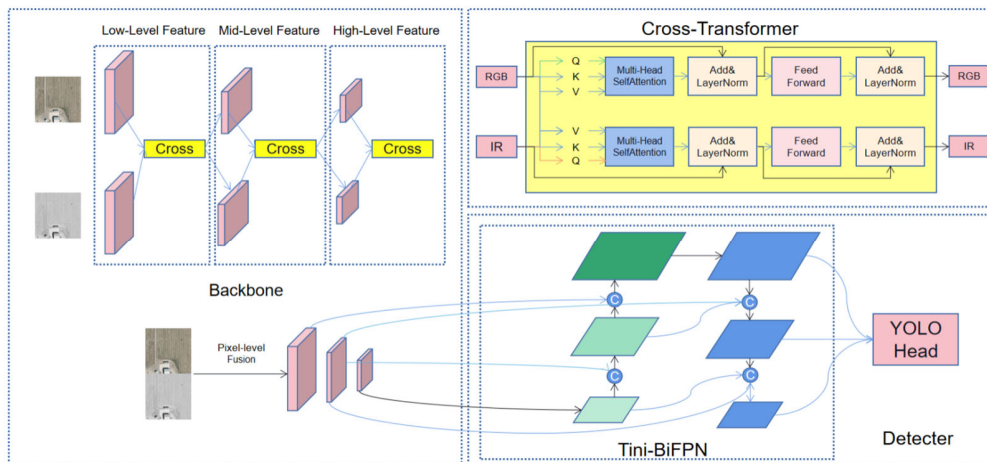 Low-Level Feature
Mid-Level Feature
High-Level Feature
Cross
Cross
Cross
Backbone
Pixel-level
Fusion
Cross-Transformer
RGB
Q
K
V
Multi-Head
SelfAttention
Add&
LayerNorm
Feed
Forward
Add&
LayerNorm
RGB
IR
V
K
Q
Multi-Head
SelfAttention
Add&
LayerNorm
Feed
Forward
Add&
LayerNorm
IR
C
C
C
C
YOLO
Head
Tini-BiFPN
Detecter